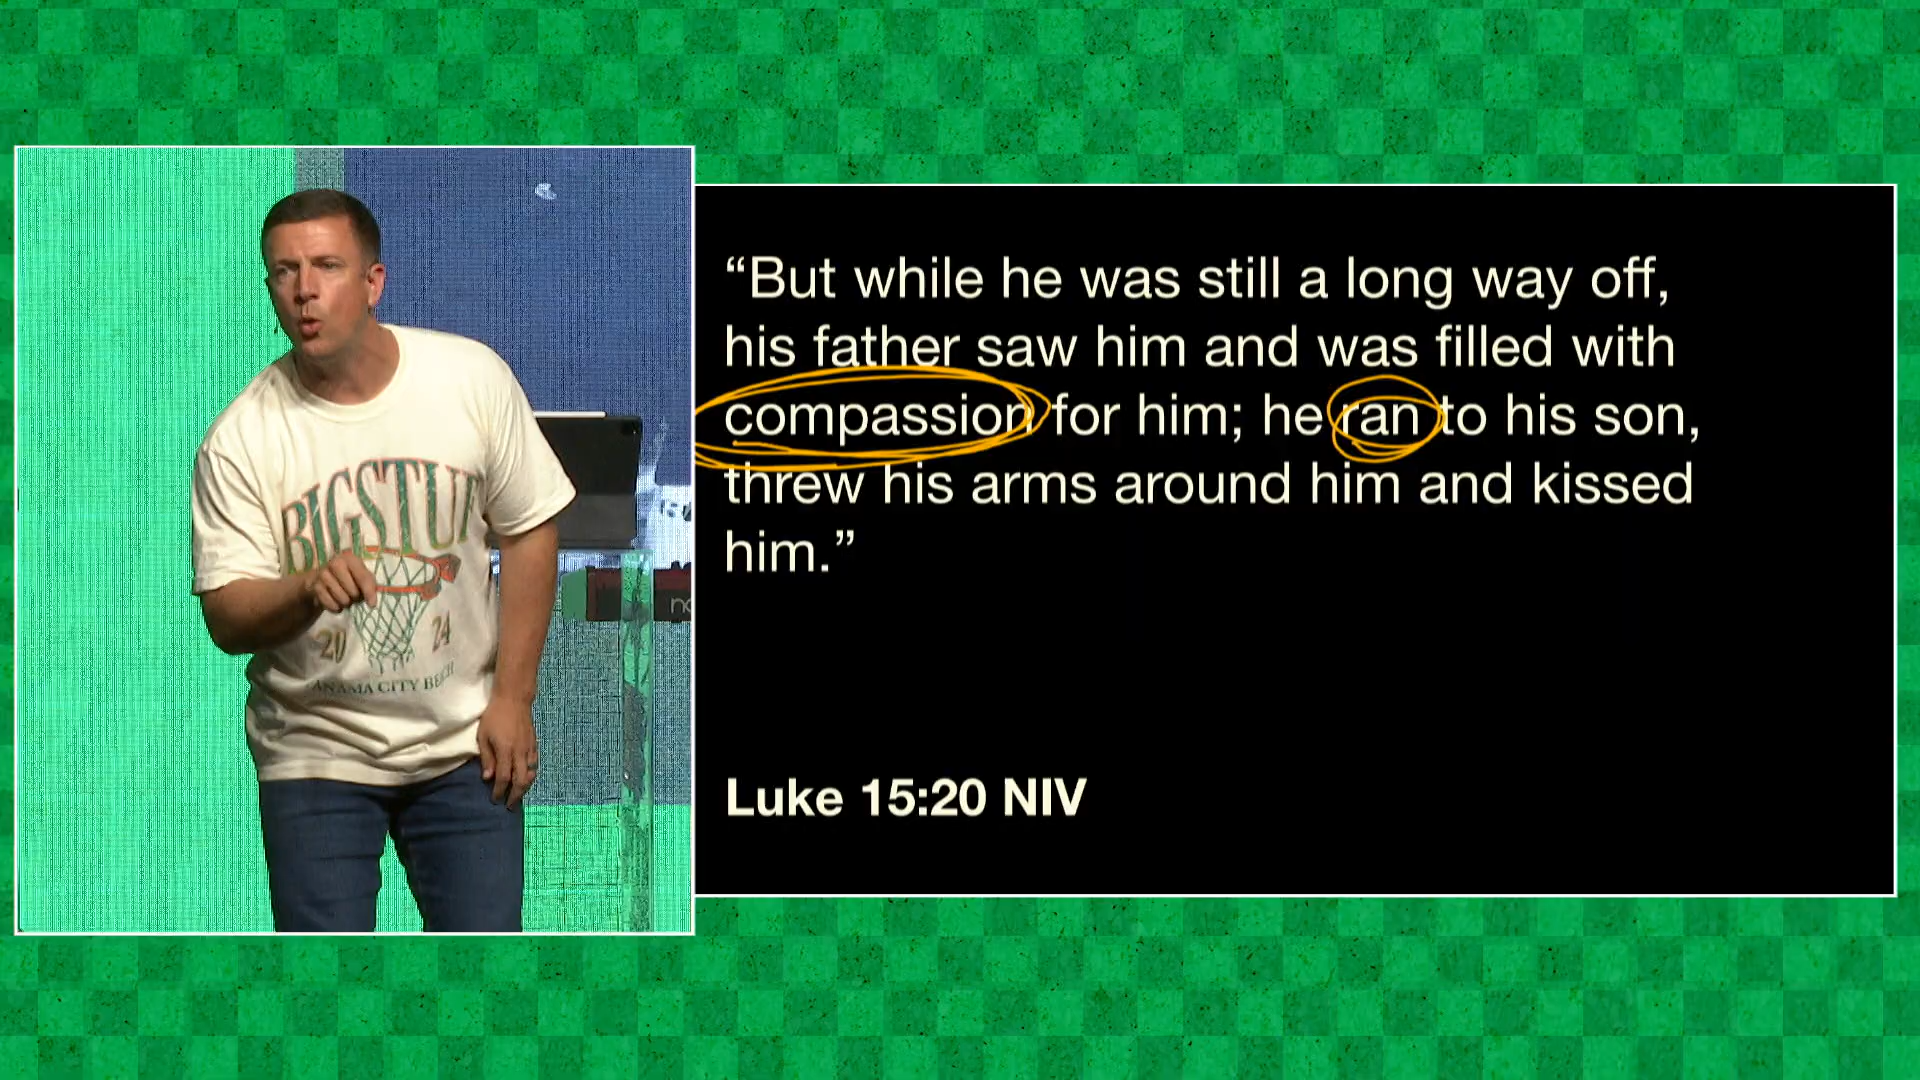 BIGSTUF
20 24
PANAMA CITY BEACH
“But while he was still a long way off,
his father saw him and was filled with
compassion for him; he ran to his son,
threw his arms around him and kissed
him.”
Luke 15:20 NIV